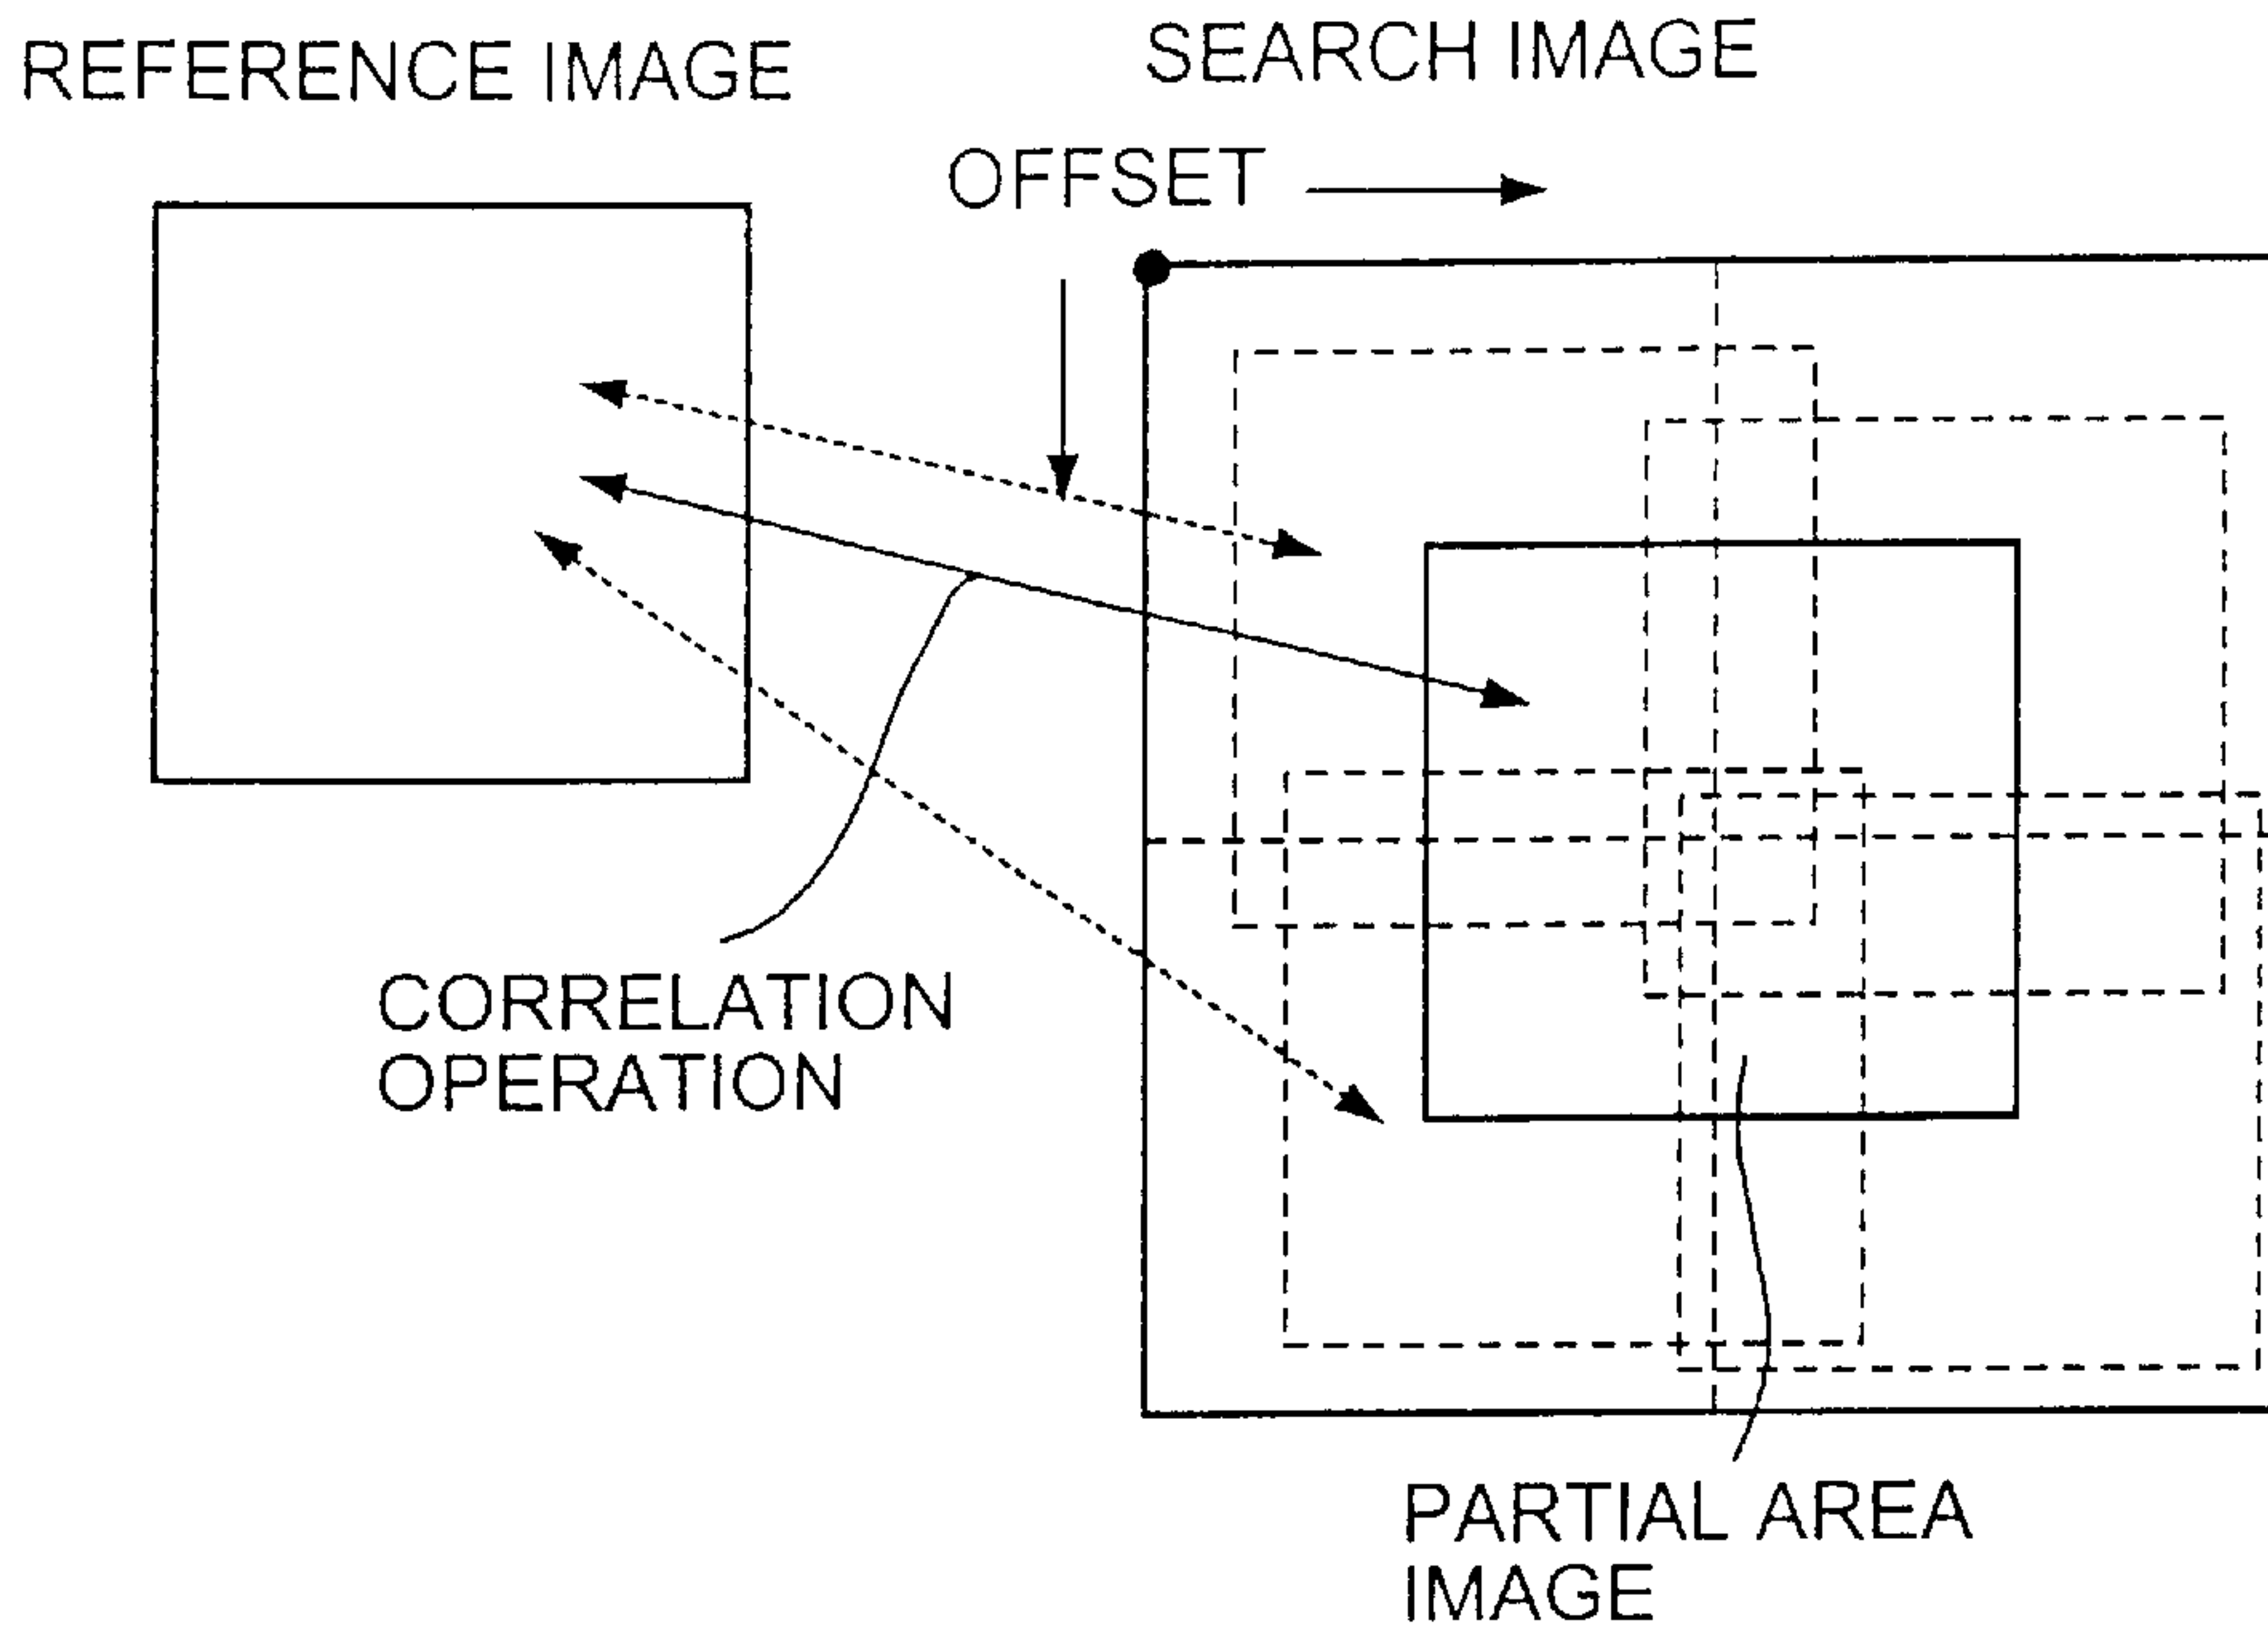 REFERENCE IMAGE
SEARCH IMAGE
OFFSET
CORRELATION
OPERATION
PARTIAL AREA
IMAGE